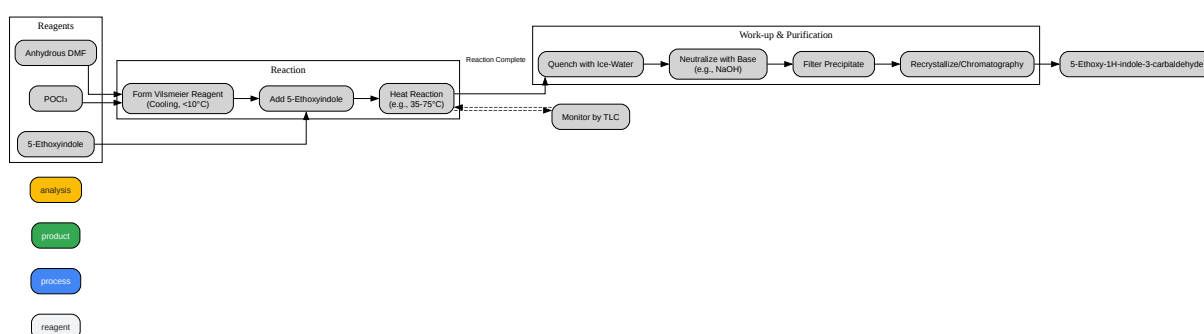 Reagents
Anhydrous DMF
POCl₃
5-Ethoxyindole
Reaction
Form Vilsmeier Reagent
(Cooling, <10°C)
Add 5-Ethoxyindole
Heat Reaction
(e.g., 35-75°C)
Reaction Complete
Monitor by TLC
Work-up & Purification
Quench with Ice-Water
Neutralize with Base
(e.g., NaOH)
Filter Precipitate
Recrystallize/Chromatography
5-Ethoxy-1H-indole-3-carbaldehyde
analysis
product
process
reagent